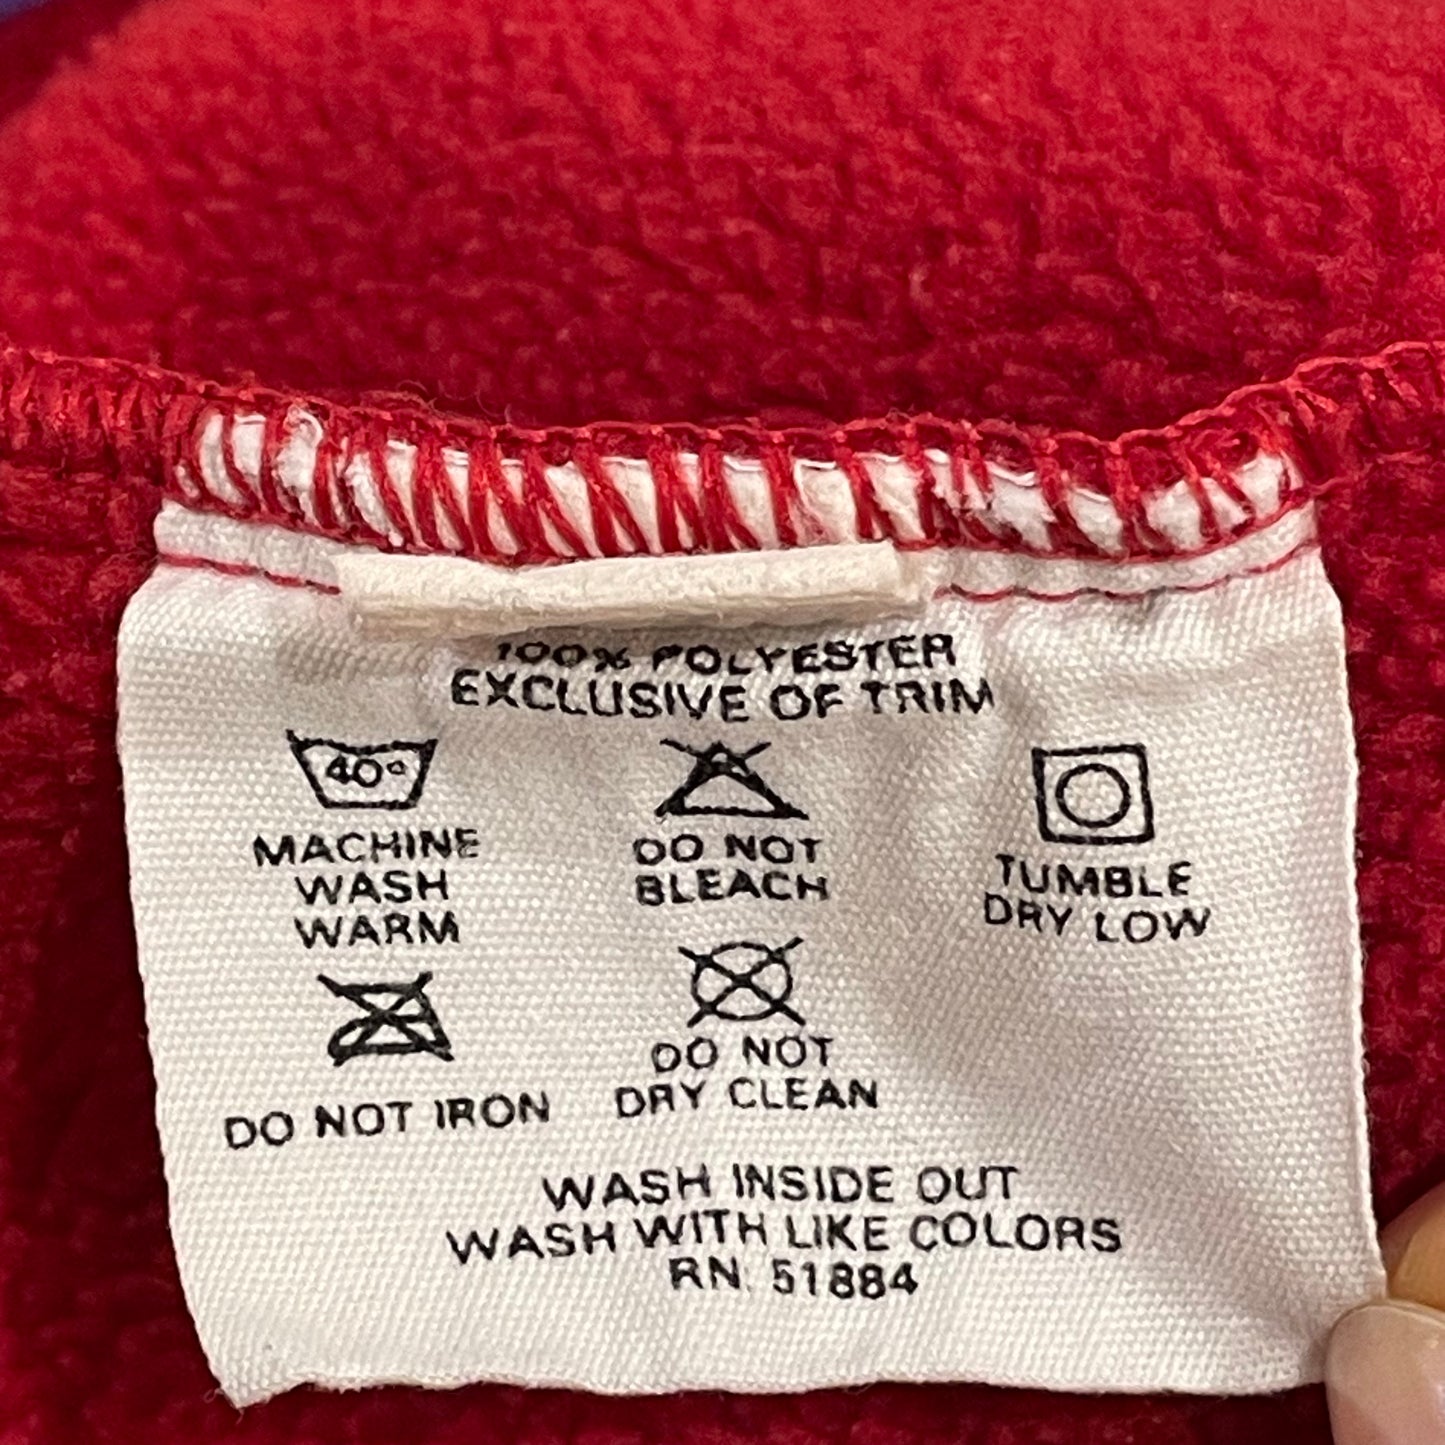 100% POLYESTER
EXCLUSIVE OF TRIM
40°
MACHINE
WASH
WARM
DO NOT
BLEACH
TUMBLE
DRY LOW
DO NOT IRON
DO NOT
DRY CLEAN
WASH INSIDE OUT
WASH WITH LIKE COLORS
RN: 51884